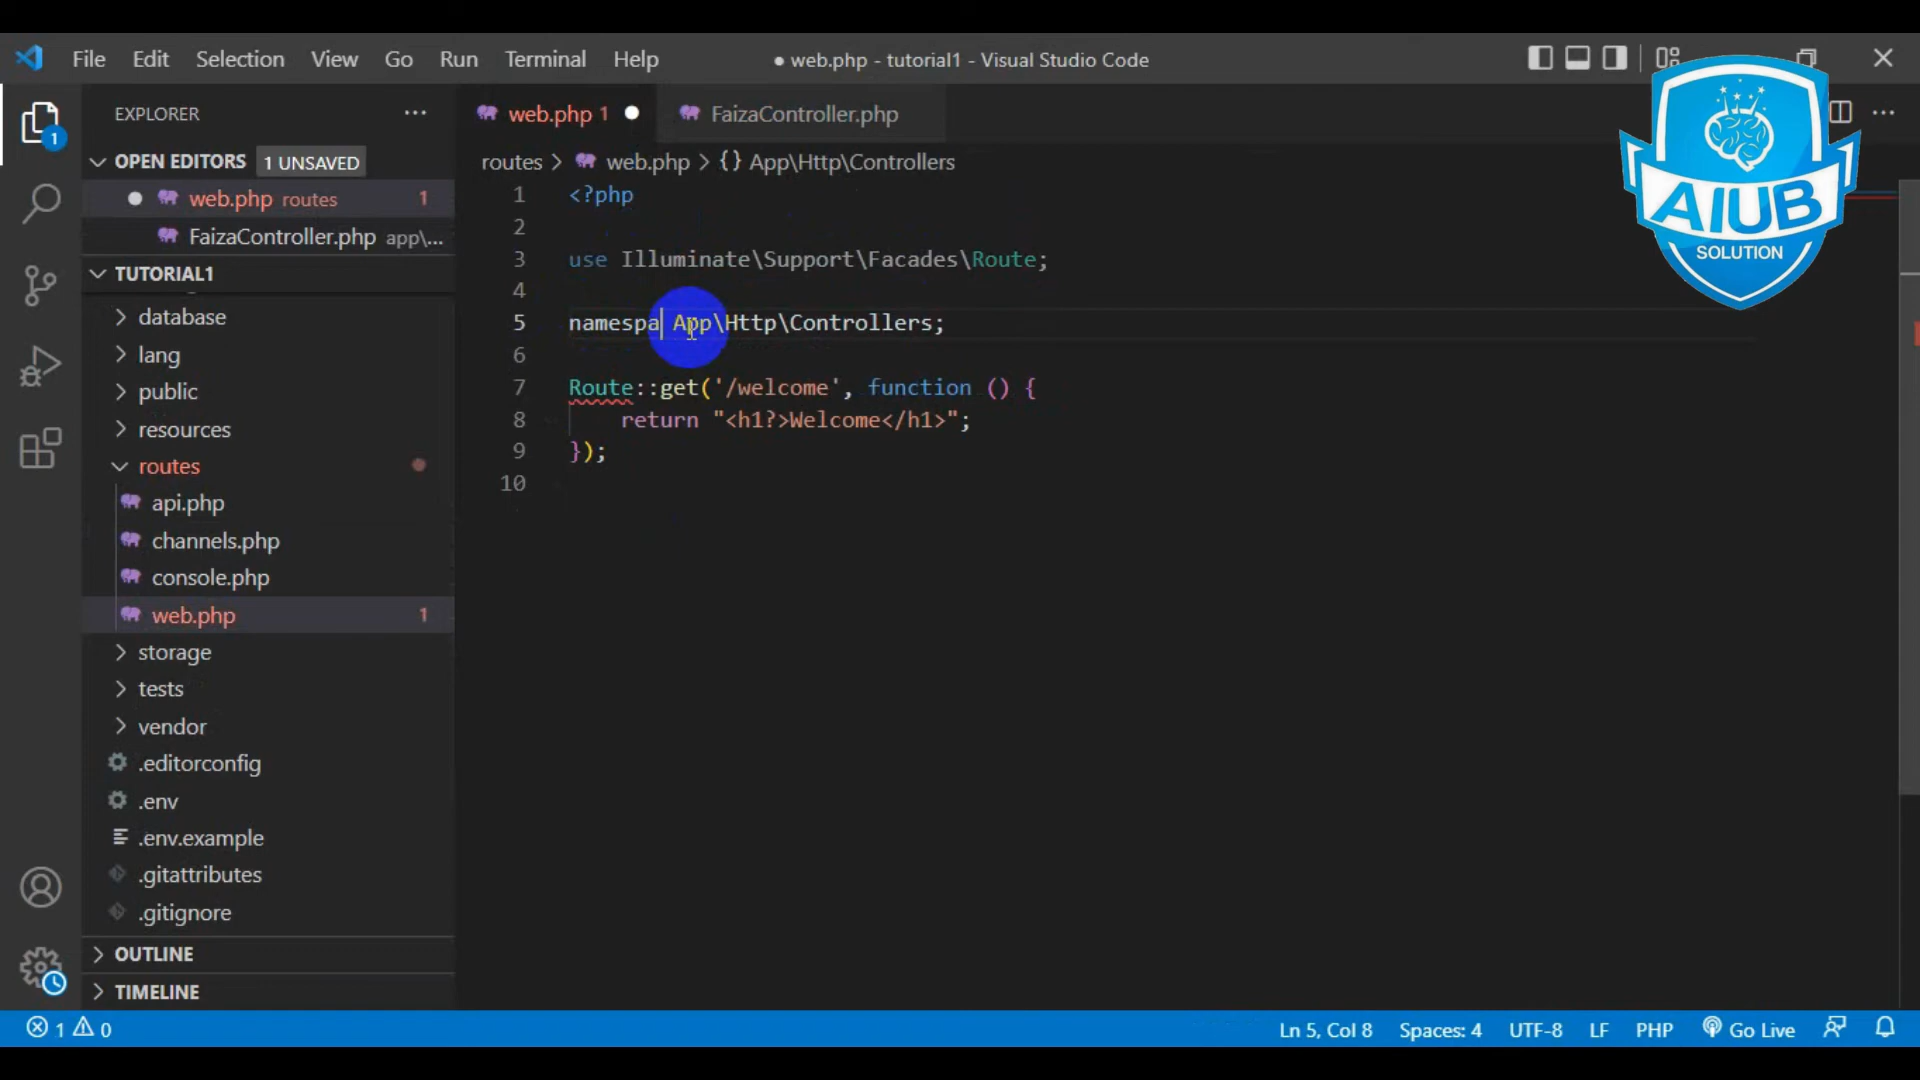 File Edit Selection View Go Run Terminal Help ● web.php - tutorial1 - Visual Studio Code
EXPLORER ···
web.php 1 ● FaizaController.php ···
OPEN EDITORS 1 UNSAVED
routes > web.php > {} App\Http\Controllers
● web.php routes 1
FaizaController.php app\...
TUTORIAL1
database
lang
public
resources
routes
api.php
channels.php
console.php
web.php 1
storage
tests
vendor
.editorconfig
.env
.env.example
.gitattributes
.gitignore
OUTLINE
TIMELINE
1 <?php
2
3 use Illuminate\Support\Facades\Route;
4
5 namespa App\Http\Controllers;
6
7 Route::get('/welcome', function () {
8 return "<h1?>Welcome</h1>";
9 });
10
AIUB
SOLUTION
1
1 0 Ln 5, Col 8 Spaces: 4 UTF-8 LF PHP Go Live